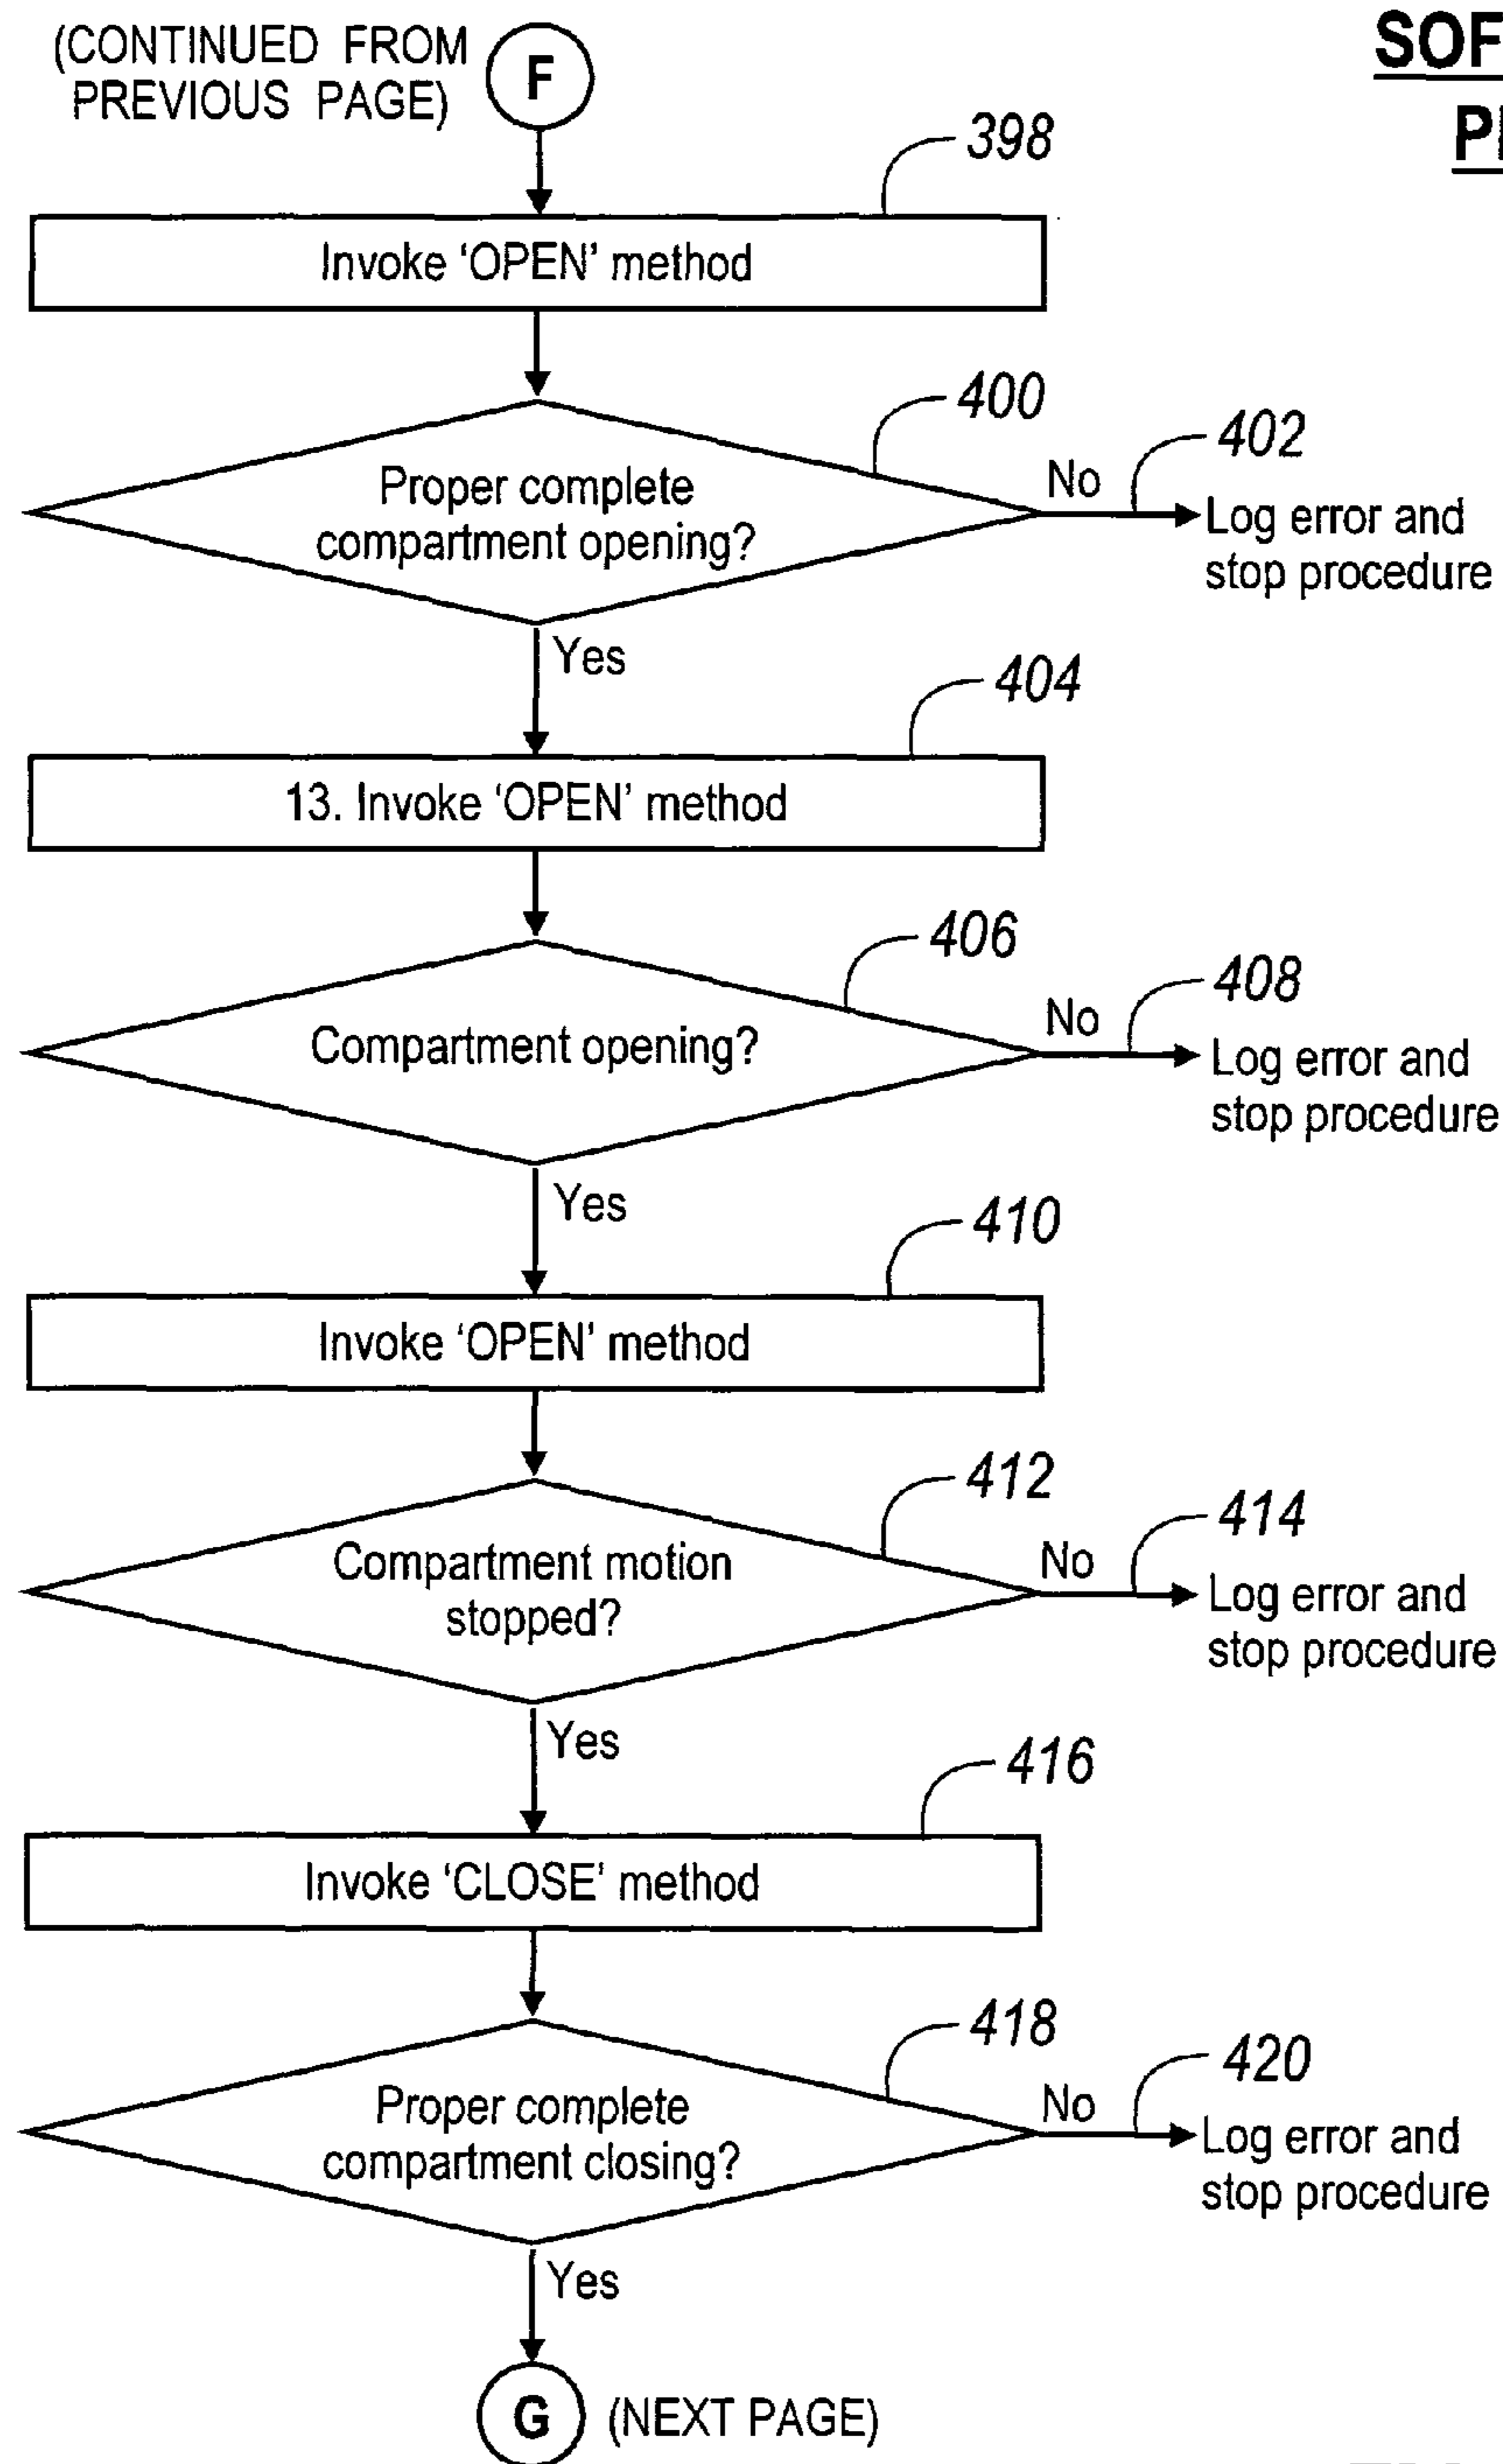 (CONTINUED FROM
PREVIOUS PAGE)
F
SOF
398
Invoke ‘OPEN’ method
400
Proper complete
compartment opening?
No
402
Log error and
stop procedure
Yes
404
13. Invoke ‘OPEN’ method
406
Compartment opening?
No
408
Log error and
stop procedure
Yes
410
Invoke ‘OPEN’ method
412
Compartment motion
stopped?
No
414
Log error and
stop procedure
Yes
416
Invoke ‘CLOSE’ method
418
Proper complete
compartment closing?
No
420
Log error and
stop procedure
Yes
G
(NEXT PAGE)